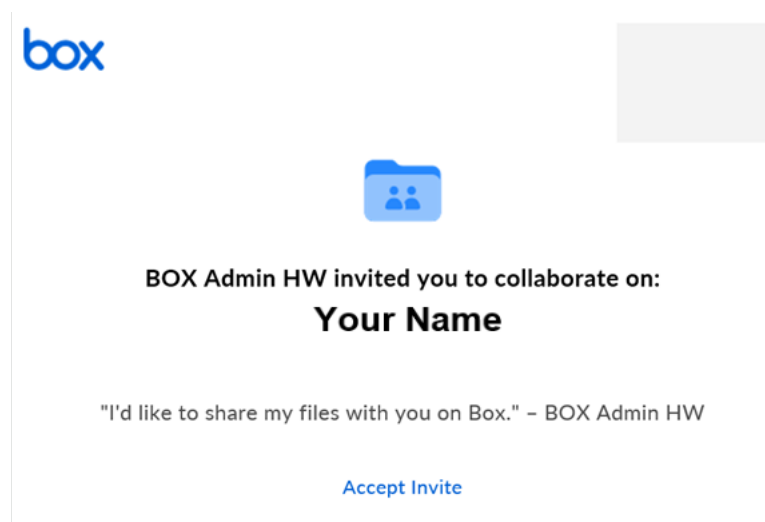 box
BOX Admin HW invited you to collaborate on:
Your Name
"I'd like to share my files with you on Box." – BOX Admin HW
Accept Invite